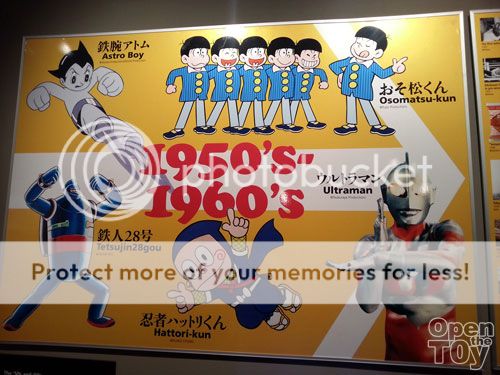 鉄腕アトム
Astro Boy
おそ松くん
Osomatsu-kun
1950's-
1960's
ウルトラマン
Ultraman
鉄人28号
Tetsujin28gou
忍者ハットリくん
Hattori-kun
photobucket
Protect more of your memories for less!
Open
the
Toy